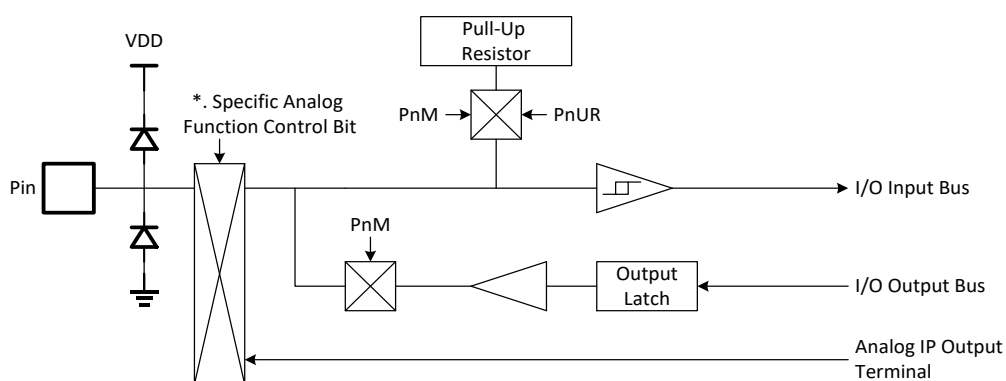 Pull-Up
Resistor
VDD
*. Specific Analog
Function Control Bit
PnM
PnUR
Pin
I/O Input Bus
PnM
Output
Latch
I/O Output Bus
Analog IP Output
Terminal